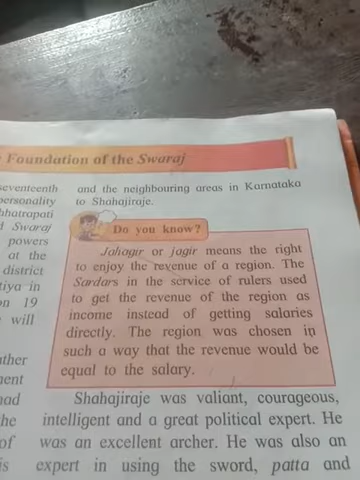 Foundation of the Swaraj
seventeenth
personality
hhatrapati
Swaraj
powers
at the
district
tiya in
on 19
will
ther
ment
had
the
of
is
and the neighbouring areas in Karnataka
to Shahajiraje.
Do you know?
Jahagir or jagir means the right
to enjoy the revenue of a region. The
Sardars in the service of rulers used
to get the revenue of the region as
income instead of getting salaries
directly. The region was chosen in
such a way that the revenue would be
equal to the salary.
Shahajiraje was valiant, courageous,
intelligent and a great political expert. He
was an excellent archer. He was also an
expert in using the sword, patta and